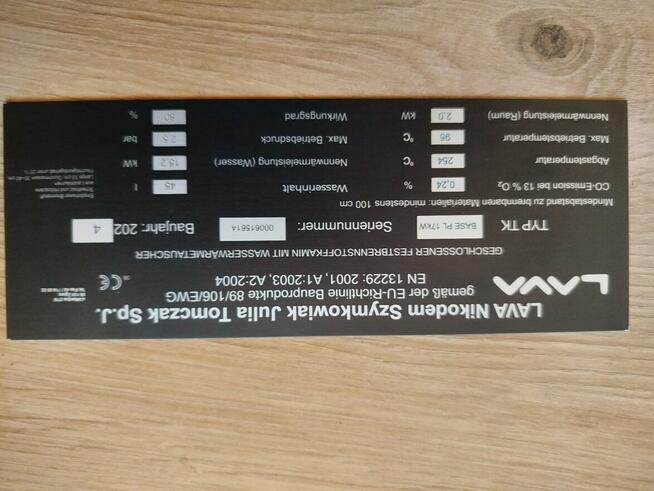 LAVA Nikodem Szymkowiak Julia Tomczak Sp.J.
gemäß der EU-Richtlinie Bauprodukte 89/106/EWG
EN 13229: 2001, A1:2003, A2:2004
LAVA
CE
GESCHLOSSENER FESTBRENNSTOFFKAMIN MIT WASSERWÄRMETAUSCHER
TYP TK BASE PL 17kW Seriennummer: 000615614 Baujahr: 202 4
Mindestabstand zu brennbaren Materialien: mindestens 100 cm
CO-Emission bei 13 % O2 0,24 % Wasserinhalt 45 l
Abgastemperatur 254 °C Nennwärmeleistung (Wasser) 15,2 kW
Max. Betriebstemperatur 95 °C Max. Betriebsdruck 2,5 bar
Nennwärmeleistung (Raum) 2.0 kW Wirkungsgrad 80 %